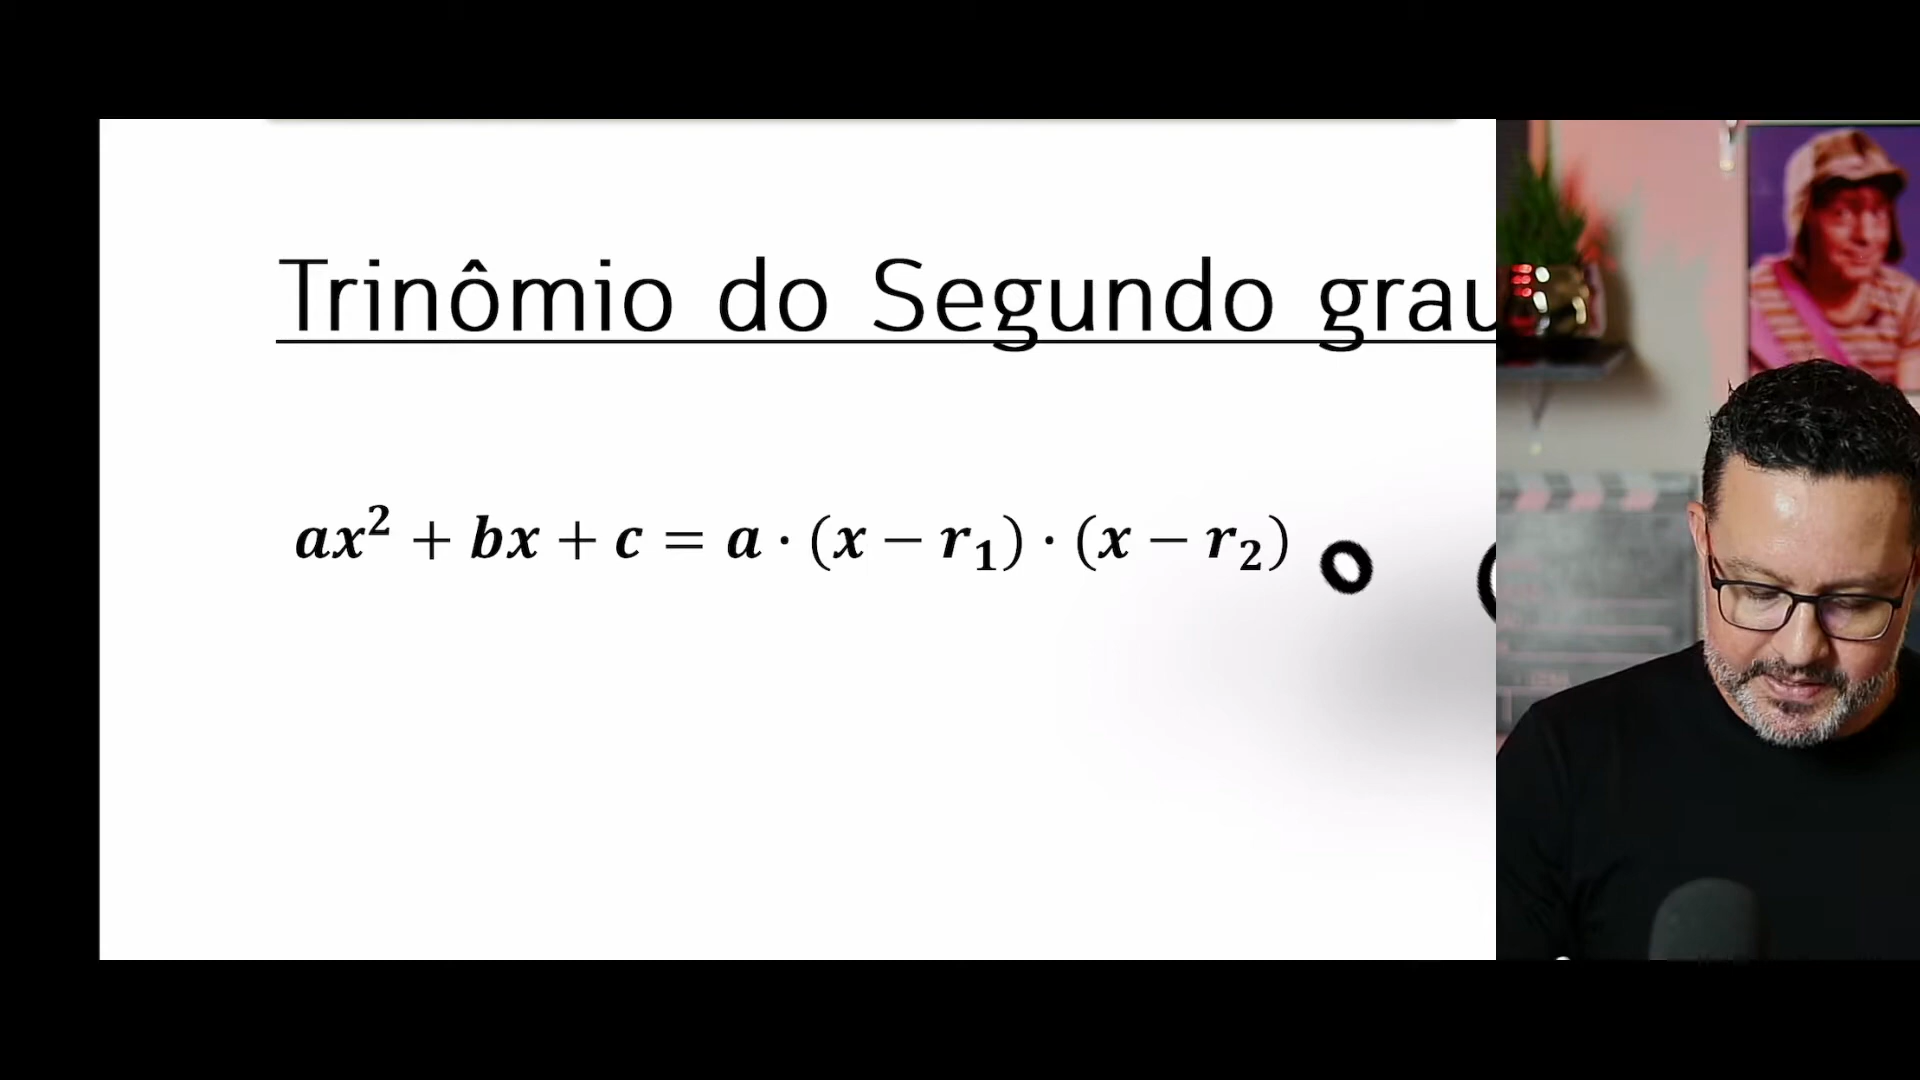 Trinômio do Segundo grau
ax² + bx + c = a · (x − r₁) · (x − r₂)